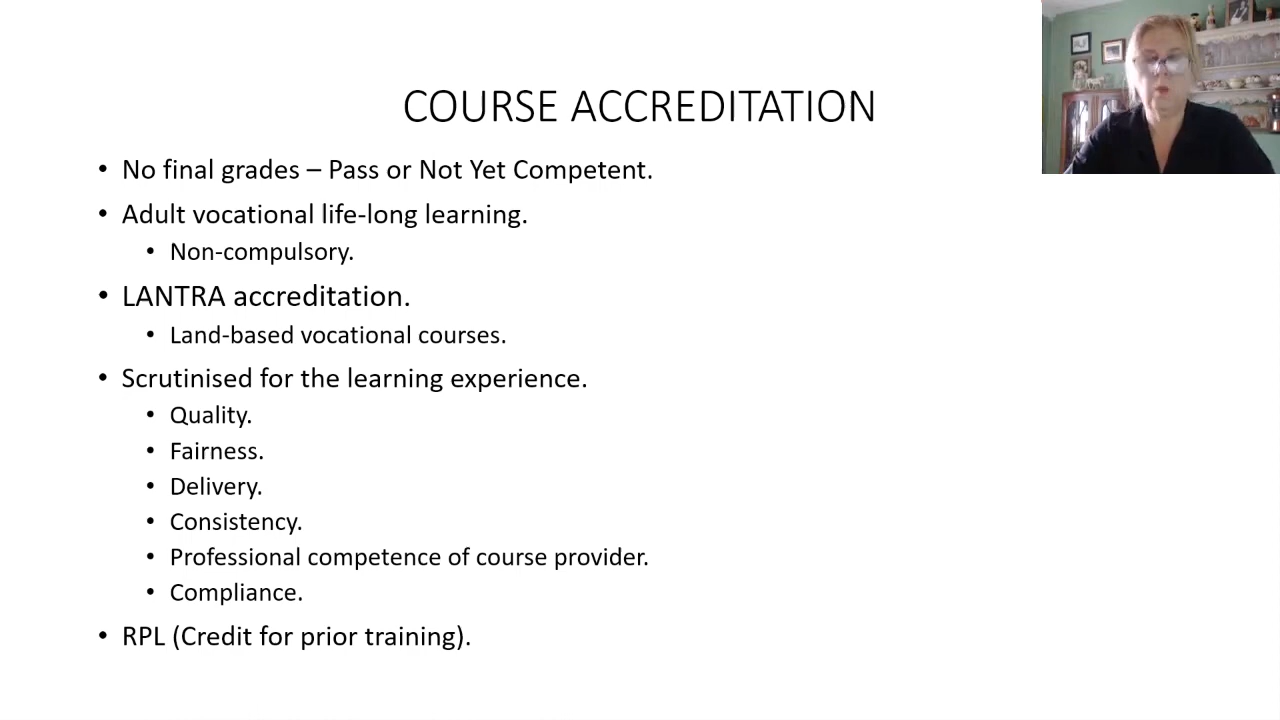 COURSE ACCREDITATION
• No final grades – Pass or Not Yet Competent.
• Adult vocational life-long learning.
• Non-compulsory.
• LANTRA accreditation.
• Land-based vocational courses.
• Scrutinised for the learning experience.
• Quality.
• Fairness.
• Delivery.
• Consistency.
• Professional competence of course provider.
• Compliance.
• RPL (Credit for prior training).